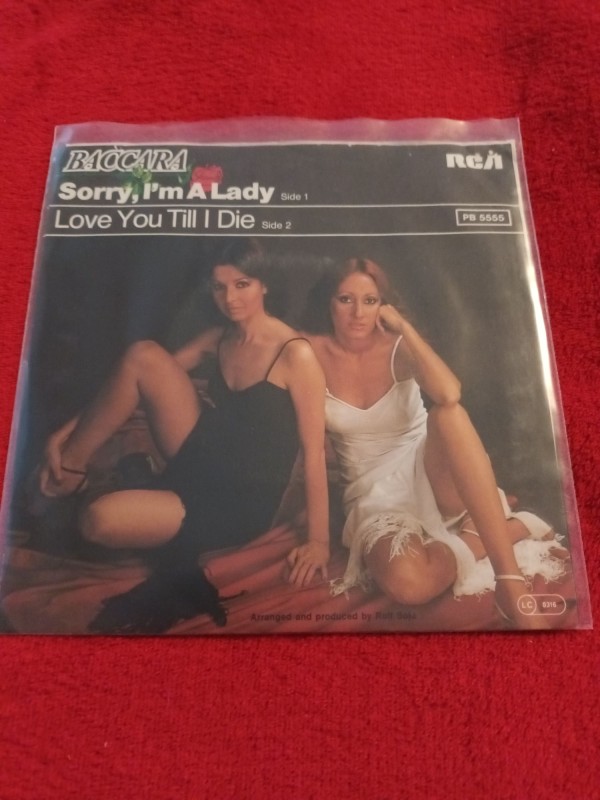 BACCARA
RCA
Sorry, I'm A Lady Side 1
Love You Till I Die Side 2
PB 5555
Arranged and produced by Rolf Soja
LC 0316